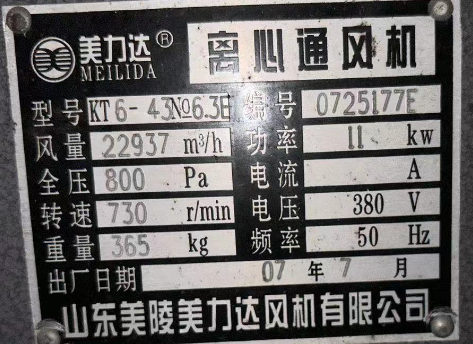 美力达® 离心通风机
MEILIDA
型号 KT6-43№6.3E 编号 0725177E
风量 22937 m³/h 功率 11 kw
全压 800 Pa 电流 A
转速 730 r/min 电压 380 V
重量 365 kg 频率 50 Hz
出厂日期 07 年 7 月
山东美陵美力达风机有限公司